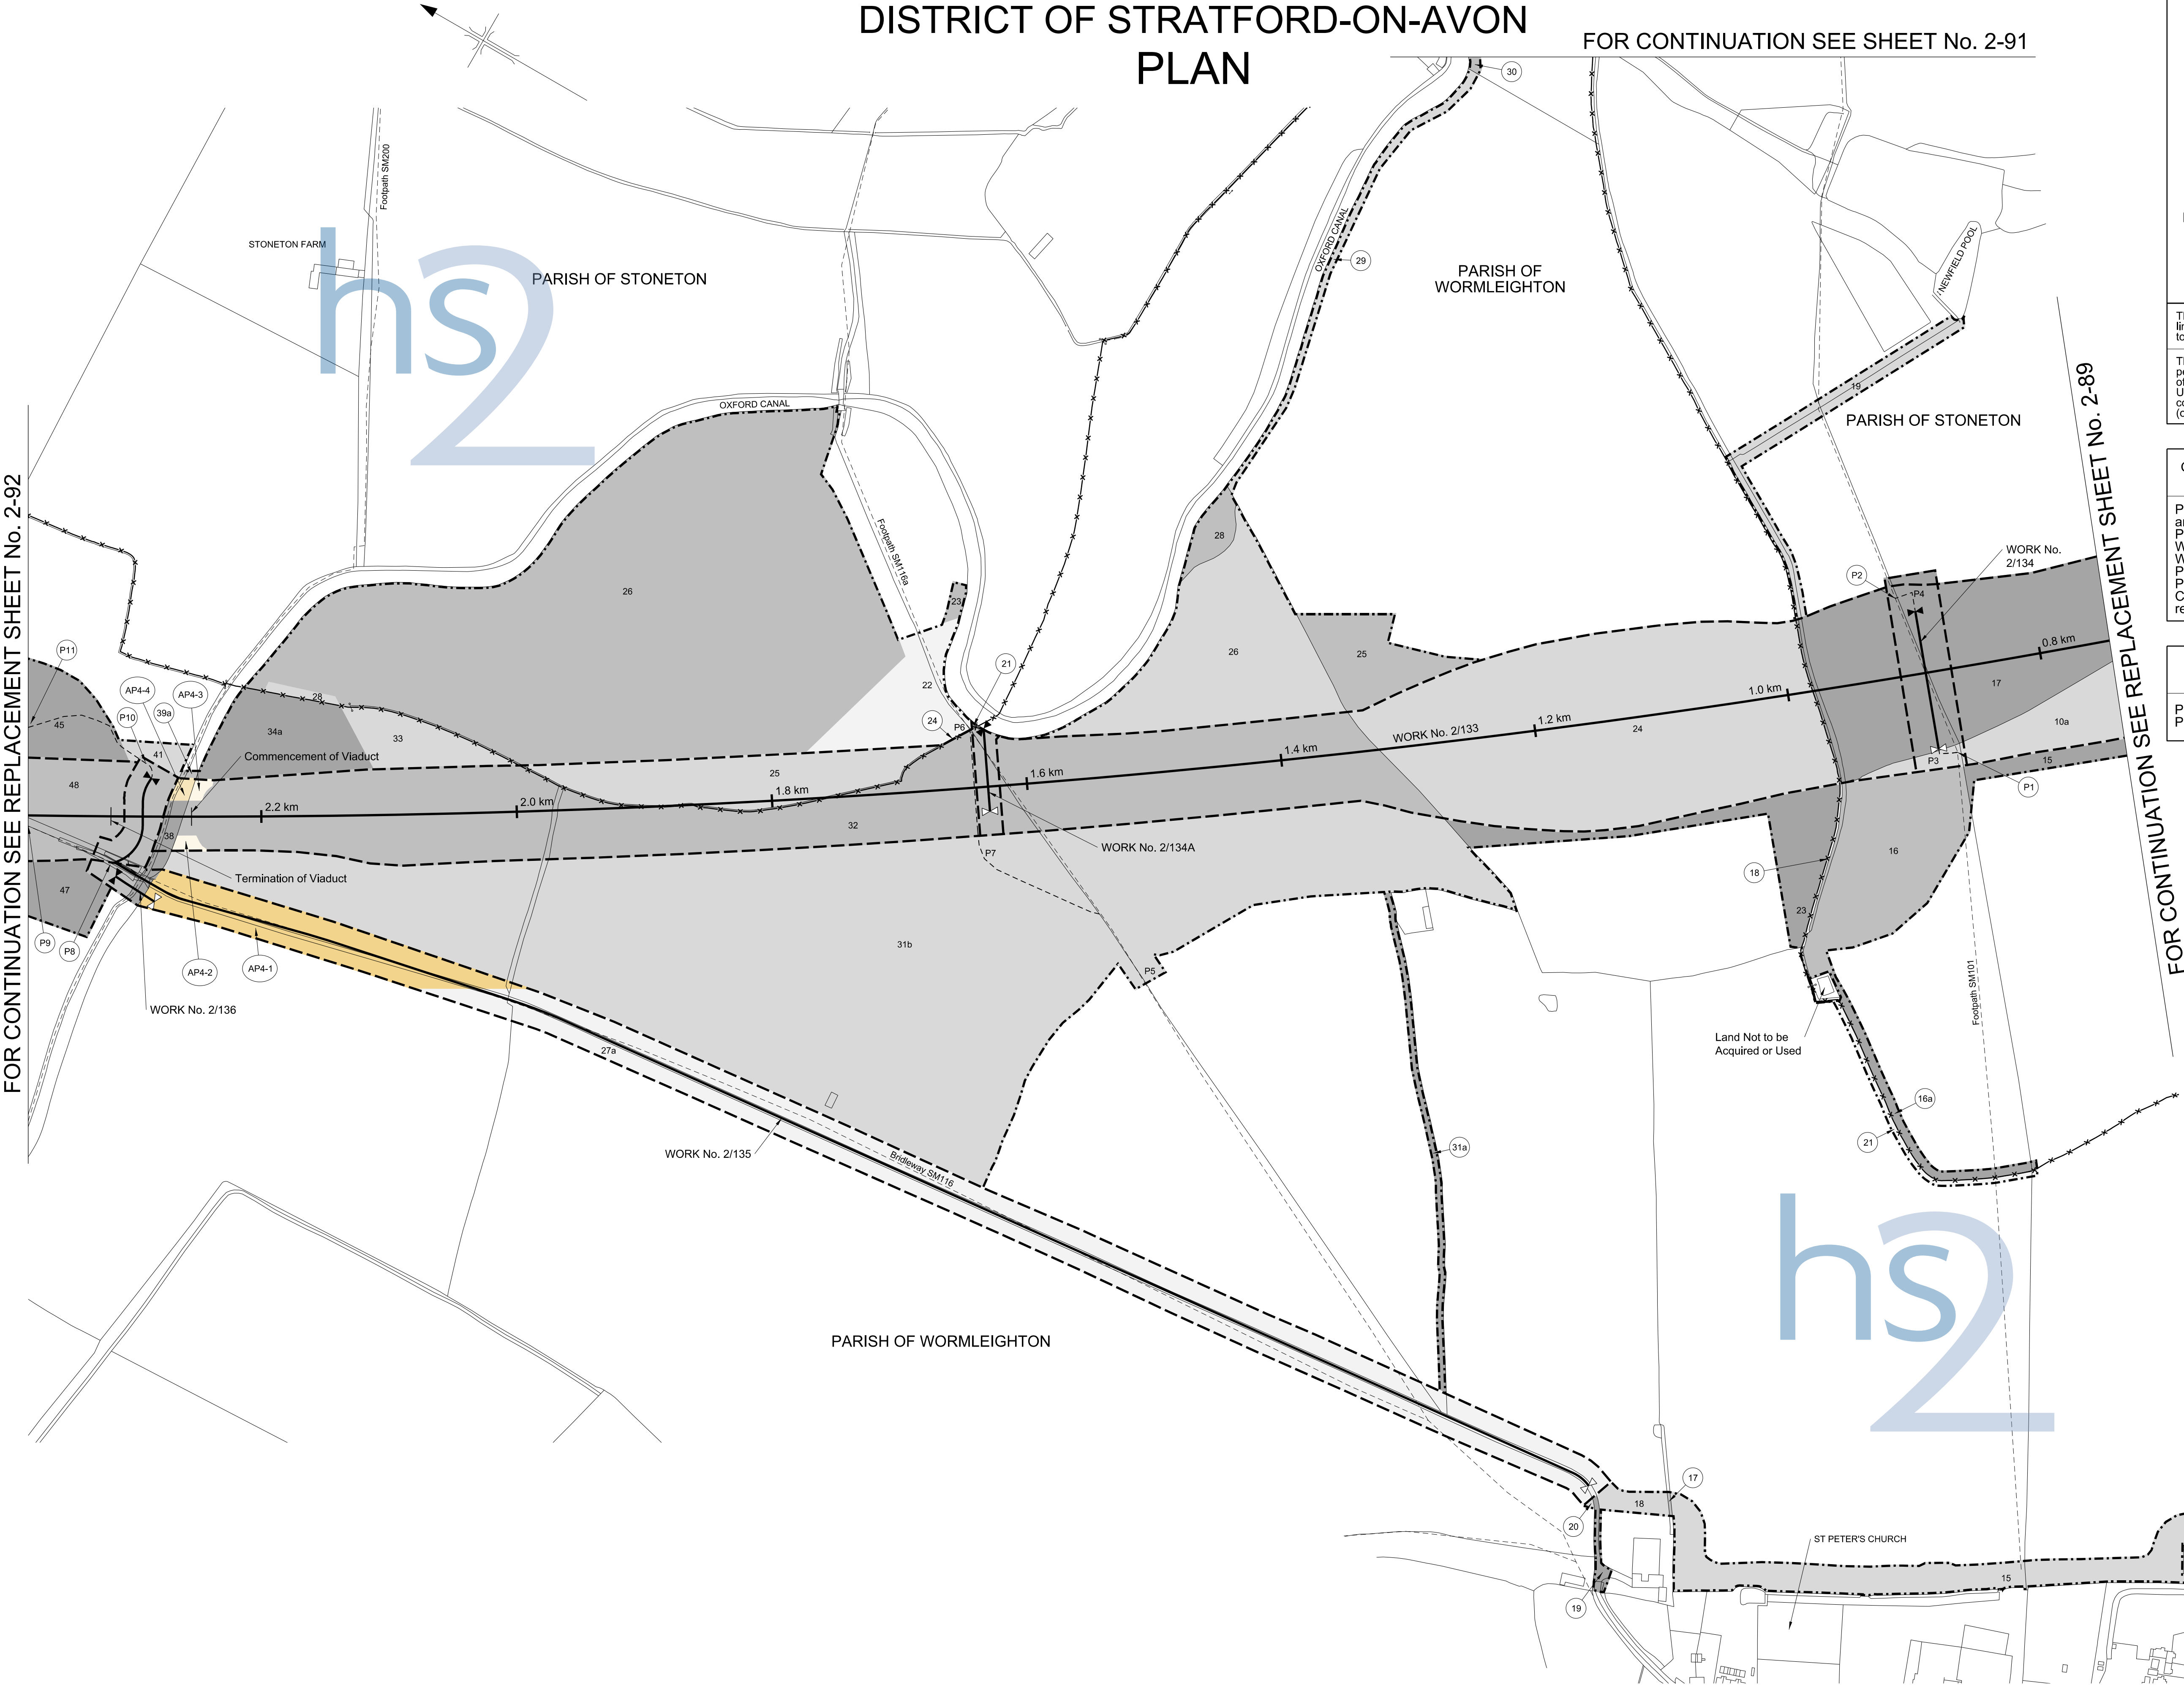 DISTRICT OF STRATFORD-ON-AVON
PLAN
FOR CONTINUATION SEE SHEET No. 2-91
30
Footpath SM200
STONETON FARM
hs2
PARISH OF STONETON
OXFORD CANAL
29
PARISH OF
WORMLEIGHTON
NEWFIELD POOL
19
PARISH OF STONETON
FOR CONTINUATION SEE REPLACEMENT SHEET No. 2-89
FOR CONTINUATION SEE REPLACEMENT SHEET No. 2-92
OXFORD CANAL
26
Footpath SM116a
23
28
WORK No.
2/134
P2
P4
0.8 km
17
10a
15
P3
P1
P11
AP4-4
AP4-3
P10
39a
45
41
48
34a
28
33
Commencement of Viaduct
22
21
24
P6
26
25
1.0 km
1.2 km
24
WORK No. 2/133
1.4 km
1.6 km
25
1.8 km
2.0 km
2.2 km
32
38
P7
WORK No. 2/134A
Termination of Viaduct
47
P9
P8
AP4-2
AP4-1
WORK No. 2/136
31b
P5
18
16
23
Land Not to be
Acquired or Used
Footpath SM101
27a
16a
21
31a
WORK No. 2/135
Bridleway SM116
PARISH OF WORMLEIGHTON
hs2
17
18
20
ST PETER'S CHURCH
15
19